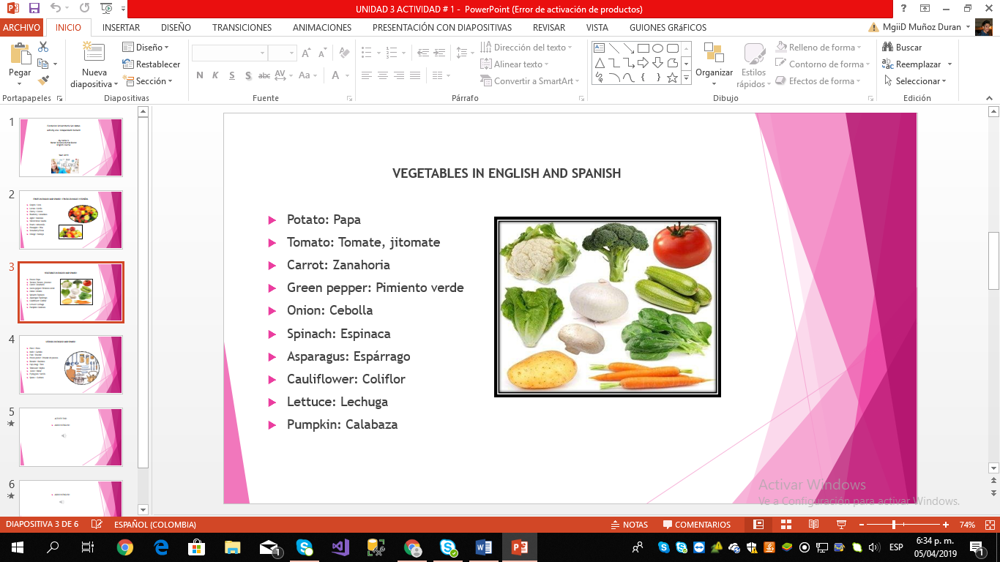 UNIDAD 3 ACTIVIDAD # 1 - PowerPoint (Error de activación de productos)
ARCHIVO INICIO INSERTAR DISEÑO TRANSICIONES ANIMACIONES PRESENTACIÓN CON DIAPOSITIVAS REVISAR VISTA GUIONES GRáFICOS MgiiD Muñoz Duran
Pegar
Nueva diapositiva
Diseño
Restablecer
Sección
Dirección del texto
Alinear texto
Convertir a SmartArt
Organizar
Estilos rápidos
Relleno de forma
Contorno de forma
Efectos de forma
Buscar
Reemplazar
Seleccionar
N K S S abc AV Aa A
Portapapeles Diapositivas Fuente Párrafo Dibujo Edición
1
2
3
4
5
6
VEGETABLES IN ENGLISH AND SPANISH
Potato: Papa
Tomato: Tomate, jitomate
Carrot: Zanahoria
Green pepper: Pimiento verde
Onion: Cebolla
Spinach: Espinaca
Asparagus: Espárrago
Cauliflower: Coliflor
Lettuce: Lechuga
Pumpkin: Calabaza
Activar Windows
Ve a Configuración para activar Windows.
DIAPOSITIVA 3 DE 6 ESPAÑOL (COLOMBIA) NOTAS COMENTARIOS 74%
ESP
6:34 p. m.
05/04/2019